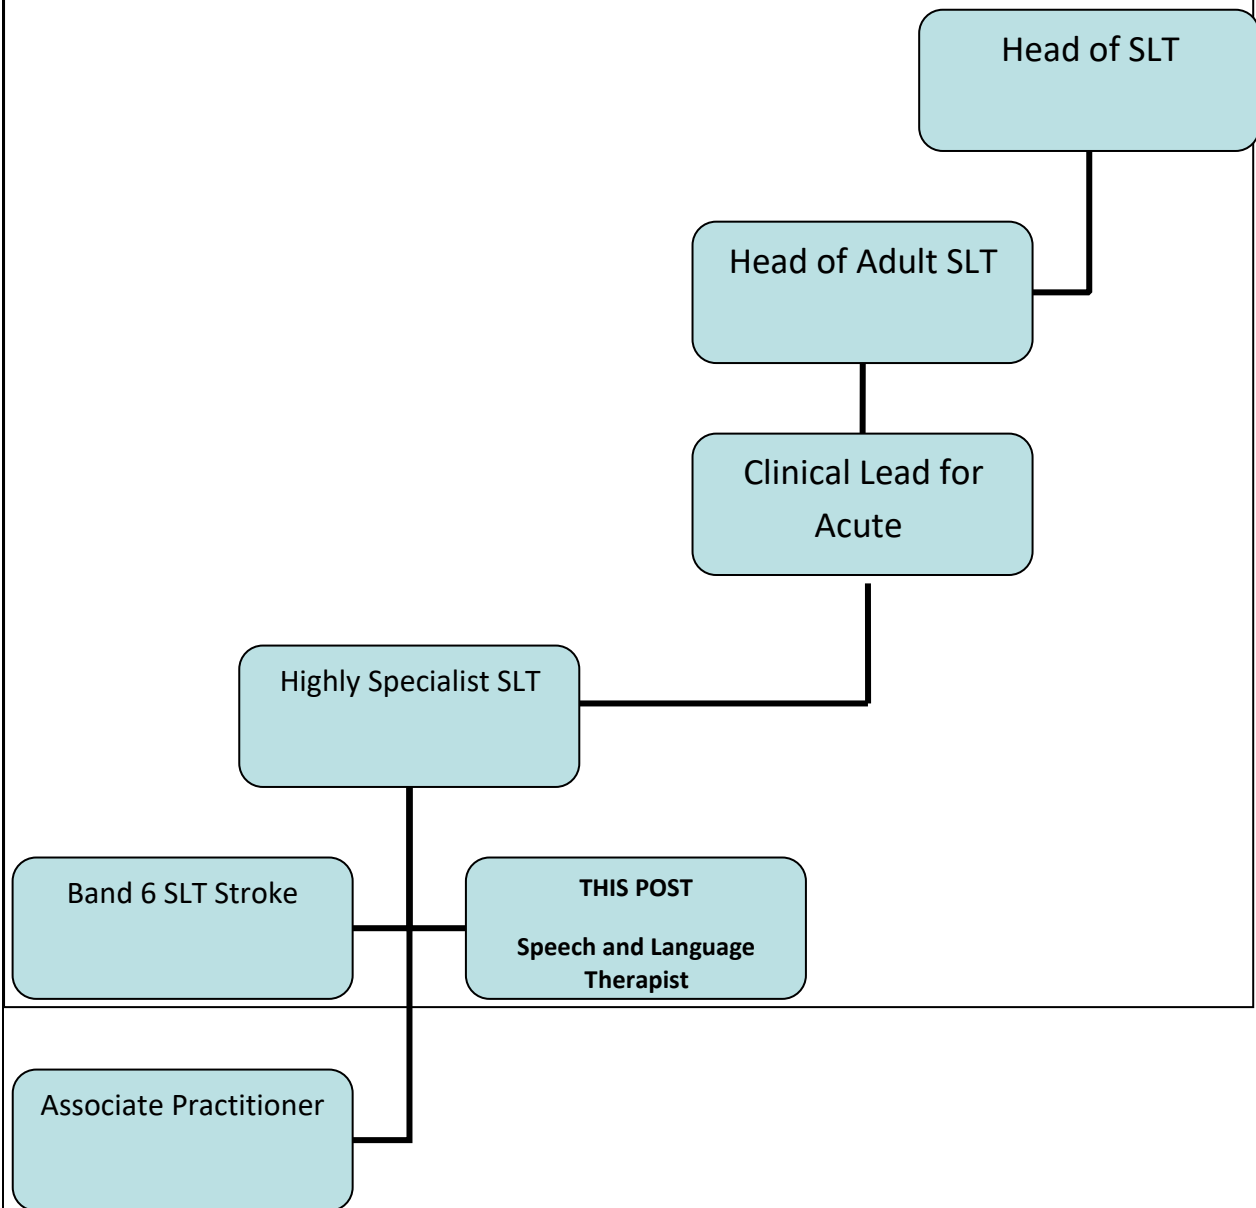 Head of SLT
Head of Adult SLT
Clinical Lead for
Acute
Highly Specialist SLT
Band 6 SLT Stroke
THIS POST
Speech and Language
Therapist
Associate Practitioner